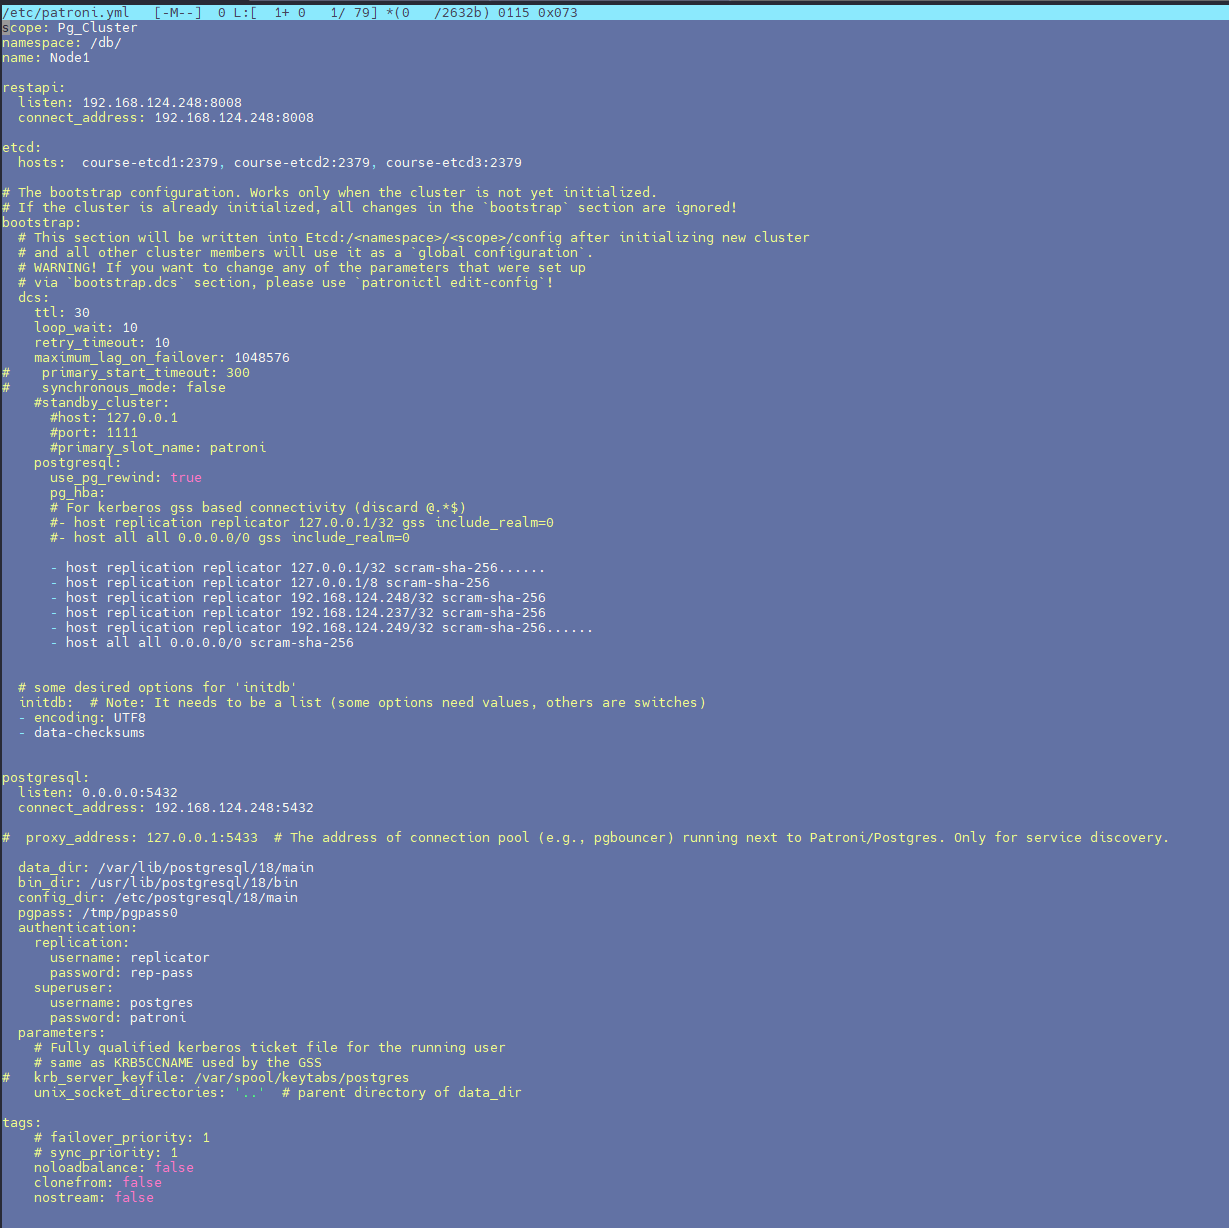 /etc/patroni.yml   [-M--]  0 L:[  1+ 0   1/ 79] *(0   /2632b) 0115 0x073
scope: Pg_Cluster
namespace: /db/
name: Node1

restapi:
  listen: 192.168.124.248:8008
  connect_address: 192.168.124.248:8008

etcd:
  hosts:  course-etcd1:2379, course-etcd2:2379, course-etcd3:2379

# The bootstrap configuration. Works only when the cluster is not yet initialized.
# If the cluster is already initialized, all changes in the `bootstrap` section are ignored!
bootstrap:
  # This section will be written into Etcd:/<namespace>/<scope>/config after initializing new cluster
  # and all other cluster members will use it as a `global configuration`.
  # WARNING! If you want to change any of the parameters that were set up
  # via `bootstrap.dcs` section, please use `patronictl edit-config`!
  dcs:
    ttl: 30
    loop_wait: 10
    retry_timeout: 10
    maximum_lag_on_failover: 1048576
#    primary_start_timeout: 300
#    synchronous_mode: false
    #standby_cluster:
      #host: 127.0.0.1
      #port: 1111
      #primary_slot_name: patroni
    postgresql:
      use_pg_rewind: true
      pg_hba:
      # For kerberos gss based connectivity (discard @.*$)
      #- host replication replicator 127.0.0.1/32 gss include_realm=0
      #- host all all 0.0.0.0/0 gss include_realm=0

      - host replication replicator 127.0.0.1/32 scram-sha-256......
      - host replication replicator 127.0.0.1/8 scram-sha-256
      - host replication replicator 192.168.124.248/32 scram-sha-256
      - host replication replicator 192.168.124.237/32 scram-sha-256
      - host replication replicator 192.168.124.249/32 scram-sha-256......
      - host all all 0.0.0.0/0 scram-sha-256


  # some desired options for 'initdb'
  initdb:  # Note: It needs to be a list (some options need values, others are switches)
  - encoding: UTF8
  - data-checksums


postgresql:
  listen: 0.0.0.0:5432
  connect_address: 192.168.124.248:5432

#  proxy_address: 127.0.0.1:5433  # The address of connection pool (e.g., pgbouncer) running next to Patroni/Postgres. Only for service discovery.

  data_dir: /var/lib/postgresql/18/main
  bin_dir: /usr/lib/postgresql/18/bin
  config_dir: /etc/postgresql/18/main
  pgpass: /tmp/pgpass0
  authentication:
    replication:
      username: replicator
      password: rep-pass
    superuser:
      username: postgres
      password: patroni
  parameters:
    # Fully qualified kerberos ticket file for the running user
    # same as KRB5CCNAME used by the GSS
#   krb_server_keyfile: /var/spool/keytabs/postgres
    unix_socket_directories: '..'  # parent directory of data_dir

tags:
    # failover_priority: 1
    # sync_priority: 1
    noloadbalance: false
    clonefrom: false
    nostream: false